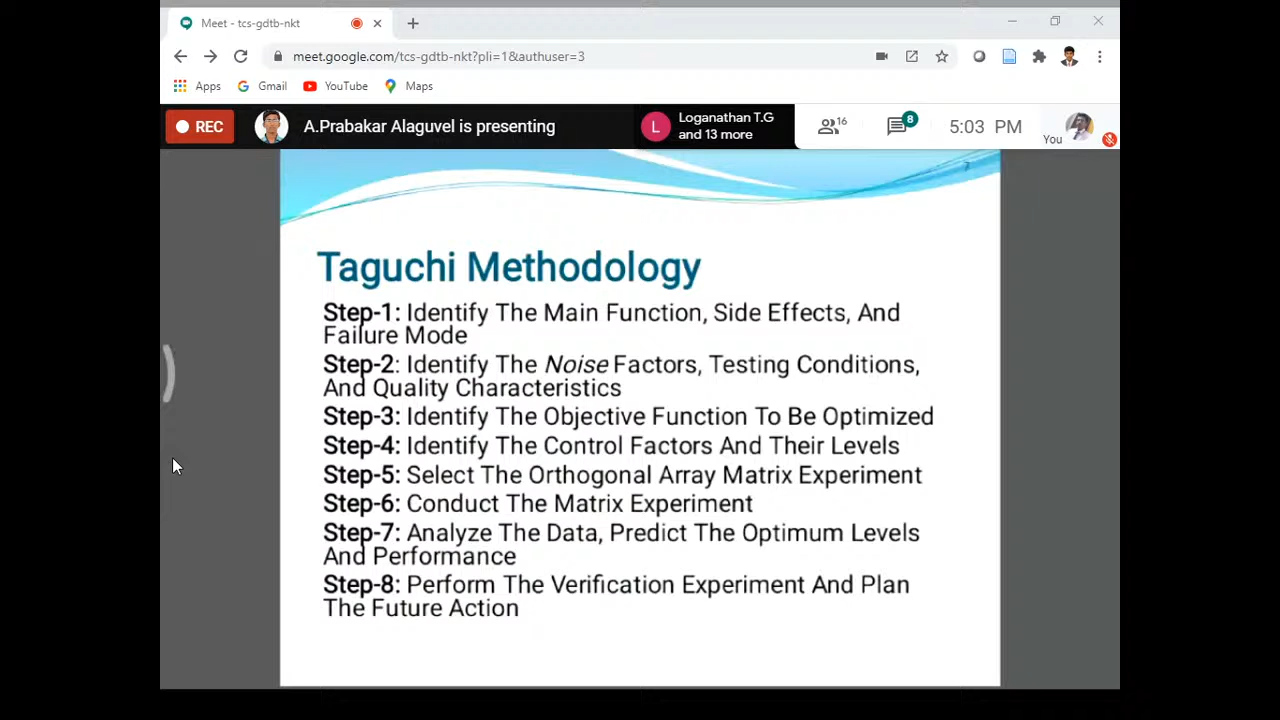 Meet - tcs-gdtb-nkt
meet.google.com/tcs-gdtb-nkt?pli=1&authuser=3
Apps Gmail YouTube Maps
REC A.Prabakar Alaguvel is presenting
L Loganathan T.G
and 13 more
16 8 5:03 PM
You
7
Taguchi Methodology
Step-1: Identify The Main Function, Side Effects, And
Failure Mode
Step-2: Identify The Noise Factors, Testing Conditions,
And Quality Characteristics
Step-3: Identify The Objective Function To Be Optimized
Step-4: Identify The Control Factors And Their Levels
Step-5: Select The Orthogonal Array Matrix Experiment
Step-6: Conduct The Matrix Experiment
Step-7: Analyze The Data, Predict The Optimum Levels
And Performance
Step-8: Perform The Verification Experiment And Plan
The Future Action